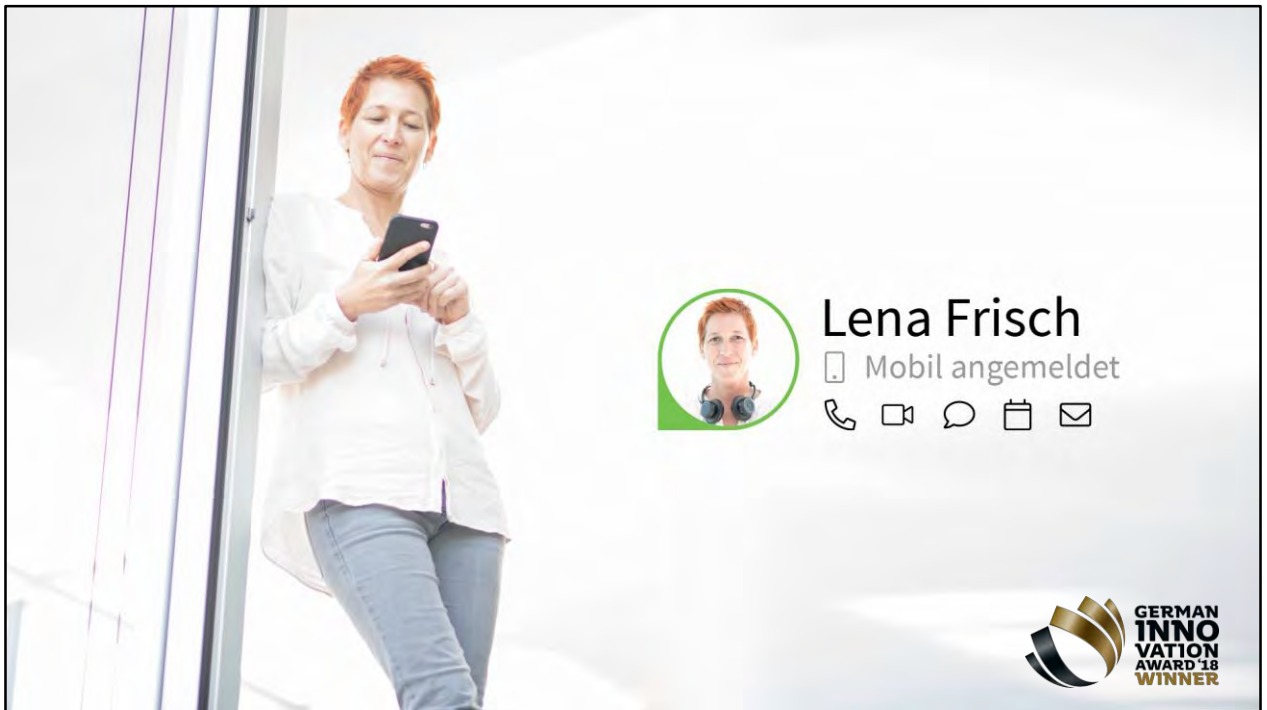 Lena Frisch
Mobil angemeldet
GERMAN
INNO
VATION
AWARD '18
WINNER